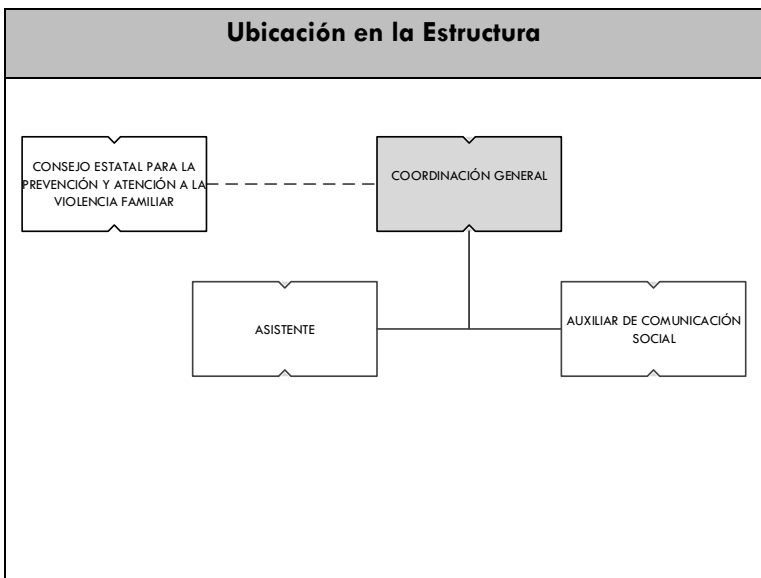 Ubicación en la Estructura
CONSEJO ESTATAL PARA LA
PREVENCIÓN Y ATENCIÓN A LA
VIOLENCIA FAMILIAR
COORDINACIÓN GENERAL
ASISTENTE
AUXILIAR DE COMUNICACIÓN
SOCIAL